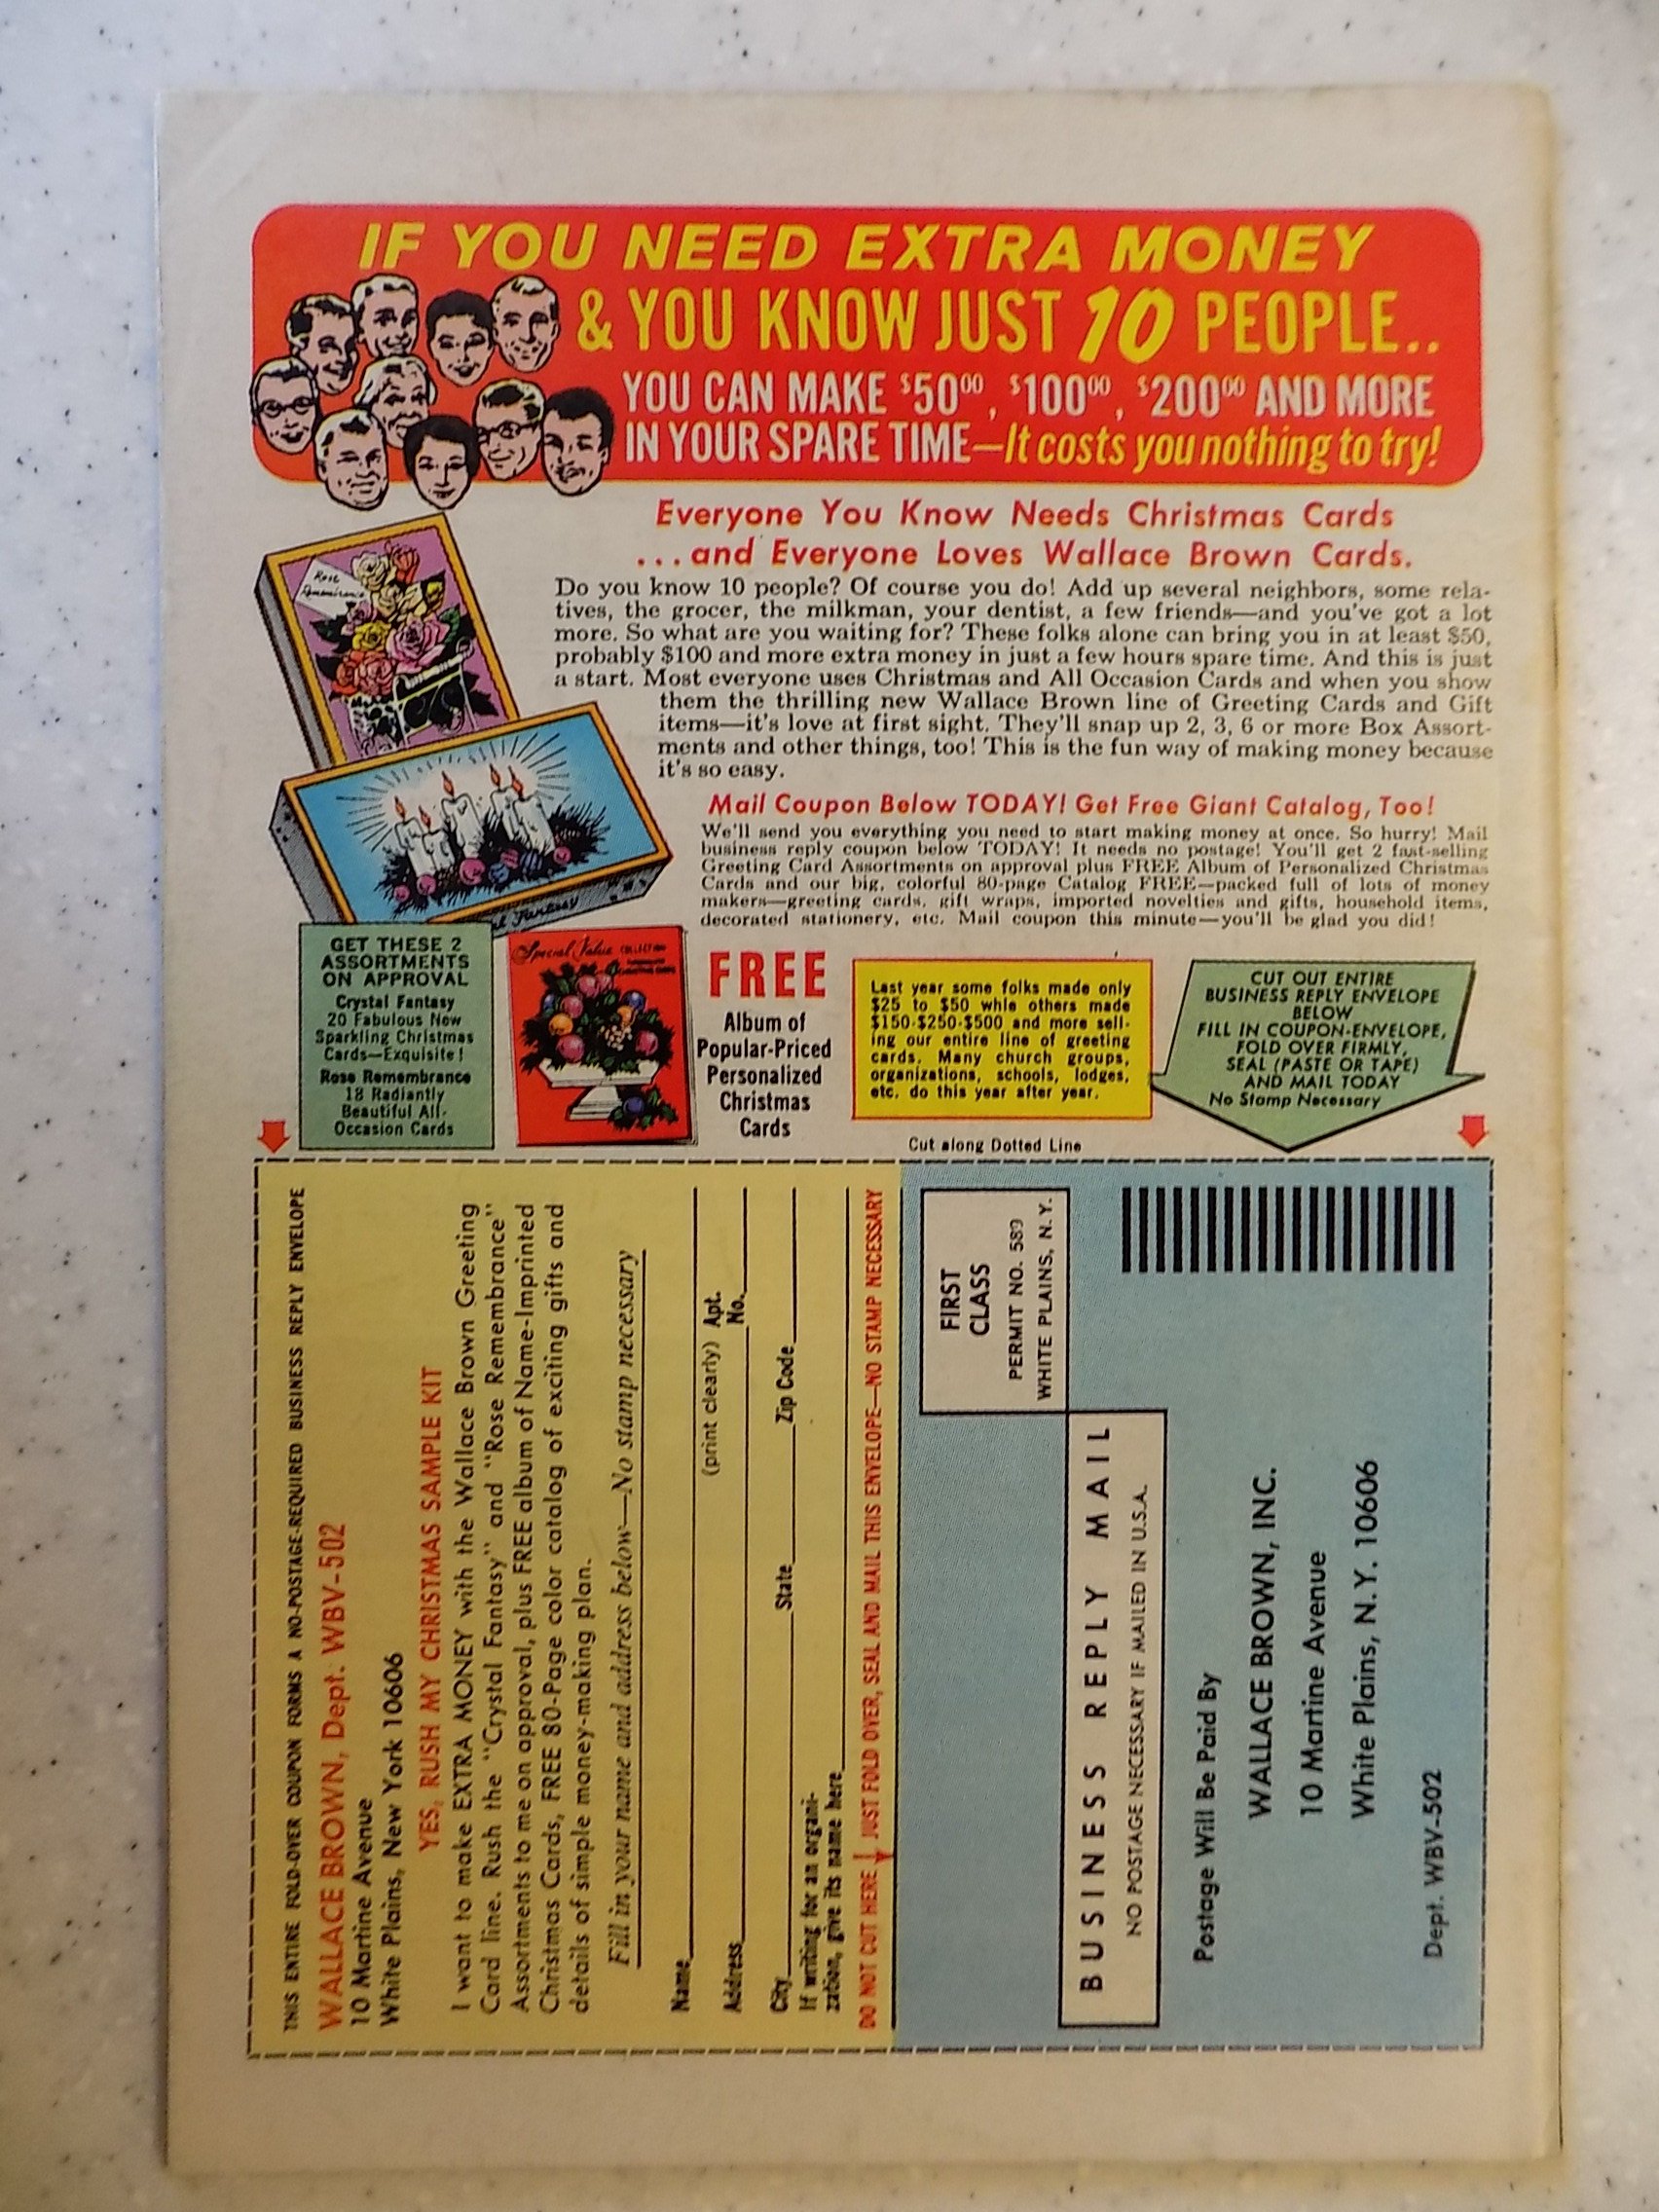 IF YOU NEED EXTRA MONEY
& YOU KNOW JUST 10 PEOPLE..
YOU CAN MAKE $50⁰⁰, $100⁰⁰, $200⁰⁰ AND MORE
IN YOUR SPARE TIME—It costs you nothing to try!
Everyone You Know Needs Christmas Cards
...and Everyone Loves Wallace Brown Cards.
Do you know 10 people? Of course you do! Add up several neighbors, some rela-
tives, the grocer, the milkman, your dentist, a few friends—and you've got a lot
more. So what are you waiting for? These folks alone can bring you in at least $50,
probably $100 and more extra money in just a few hours spare time. And this is just
a start. Most everyone uses Christmas and All Occasion Cards and when you show
them the thrilling new Wallace Brown line of Greeting Cards and Gift
items—it's love at first sight. They'll snap up 2, 3, 6 or more Box Assort-
ments and other things, too! This is the fun way of making money because
it's so easy.
Rose
Remembrance
Fantasy
Mail Coupon Below TODAY! Get Free Giant Catalog, Too!
We'll send you everything you need to start making money at once. So hurry! Mail
business reply coupon below TODAY! It needs no postage! You'll get 2 fast-selling
Greeting Card Assortments on approval plus FREE Album of Personalized Christmas
Cards and our big, colorful 80-page Catalog FREE—packed full of lots of money
makers—greeting cards, gift wraps, imported novelties and gifts, household items,
decorated stationery, etc. Mail coupon this minute—you'll be glad you did!
GET THESE 2
ASSORTMENTS
ON APPROVAL
Crystal Fantasy
20 Fabulous New
Sparkling Christmas
Cards—Exquisite!
Rose Remembrance
18 Radiantly
Beautiful All-
Occasion Cards
Special Value COLLECTION
FREE
Album of
Popular-Priced
Personalized
Christmas
Cards
Last year some folks made only
$25 to $50 while others made
$150-$250-$500 and more sell-
ing our entire line of greeting
cards. Many church groups,
organizations, schools, lodges,
etc. do this year after year.
CUT OUT ENTIRE
BUSINESS REPLY ENVELOPE
BELOW
FILL IN COUPON-ENVELOPE,
FOLD OVER FIRMLY,
SEAL (PASTE OR TAPE)
AND MAIL TODAY
No Stamp Necessary
Cut along Dotted Line
THIS ENTIRE FOLD-OVER COUPON FORMS A NO-POSTAGE-REQUIRED BUSINESS REPLY ENVELOPE
WALLACE BROWN, Dept. WBV-502
10 Martine Avenue
White Plains, New York 10606
YES, RUSH MY CHRISTMAS SAMPLE KIT
I want to make EXTRA MONEY with the Wallace Brown Greeting
Card line. Rush the "Crystal Fantasy" and "Rose Remembrance"
Assortments to me on approval, plus FREE album of Name-Imprinted
Christmas Cards, FREE 80-Page color catalog of exciting gifts and
details of simple money-making plan.
Fill in your name and address below—No stamp necessary
Name
(print clearly)
Address Apt. No.
City State Zip Code
If writing for an organi-
zation, give its name here
DO NOT CUT HERE JUST FOLD OVER, SEAL AND MAIL THIS ENVELOPE—NO STAMP NECESSARY
FIRST
CLASS
PERMIT NO. 589
WHITE PLAINS, N.Y.
BUSINESS REPLY MAIL
NO POSTAGE NECESSARY IF MAILED IN U.S.A.
Postage Will Be Paid By
WALLACE BROWN, INC.
10 Martine Avenue
White Plains, N.Y. 10606
Dept. WBV-502